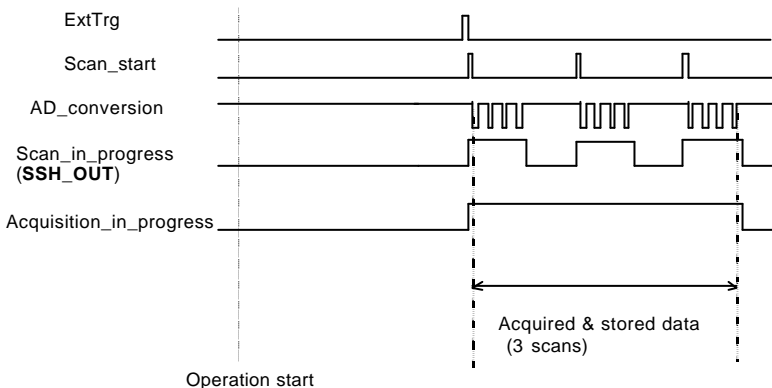 ExtTrg
Scan_start
AD_conversion
Scan_in_progress
(SSH_OUT)
Acquisition_in_progress
Acquired & stored data
(3 scans)
Operation start